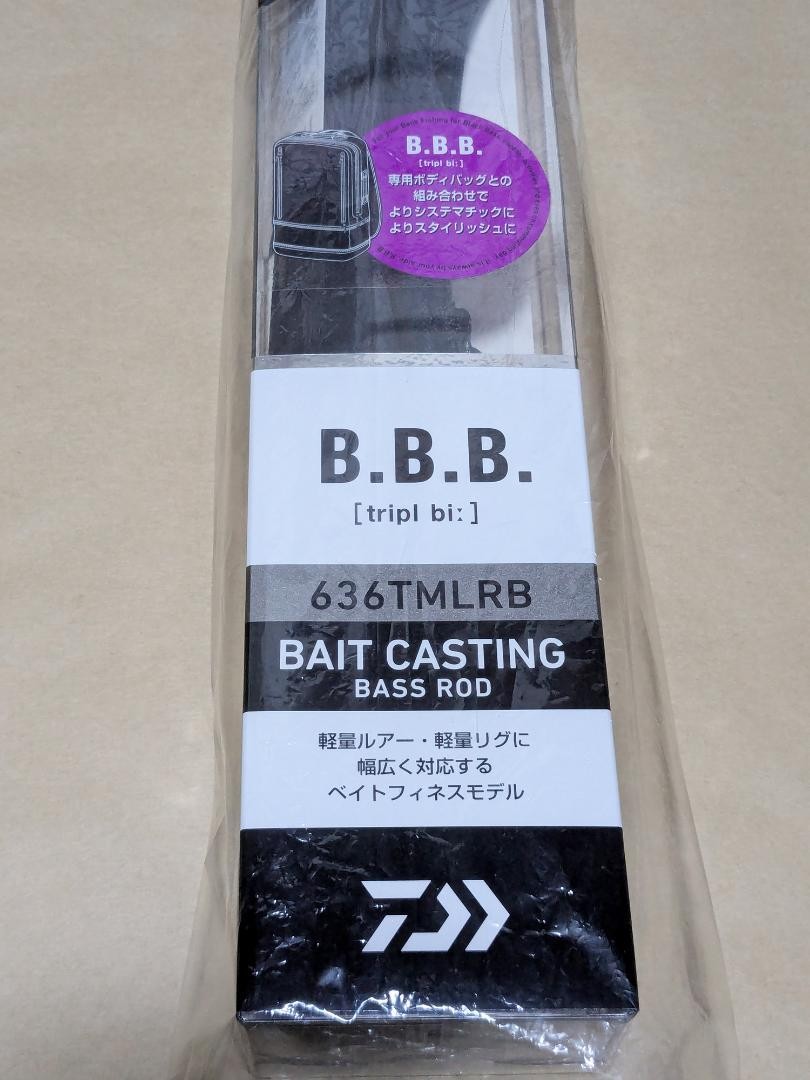 B.B.B.
[tripl bi:]
専用ボディバッグとの
組み合わせで
よりシステマチックに
よりスタイリッシュに
B.B.B.
[tripl bi:]
636TMLRB
BAIT CASTING
BASS ROD
軽量ルアー・軽量リグに
幅広く対応する
ベイトフィネスモデル